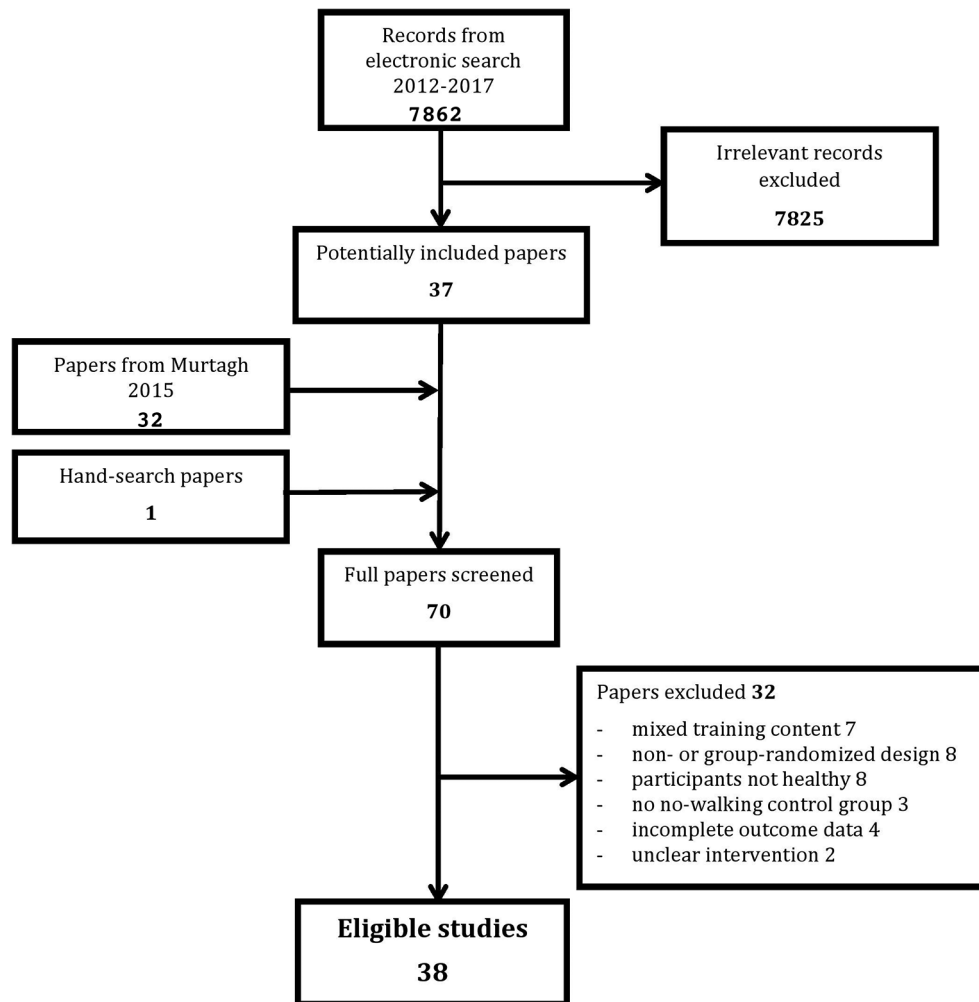 Records from
electronic search
2012-2017
7862
Irrelevant records
excluded
7825
Potentially included papers
37
Papers from Murtagh
2015
32
Hand-search papers
1
Full papers screened
70
Papers excluded 32
- mixed training content 7
- non- or group-randomized design 8
- participants not healthy 8
- no no-walking control group 3
- incomplete outcome data 4
- unclear intervention 2
Eligible studies
38